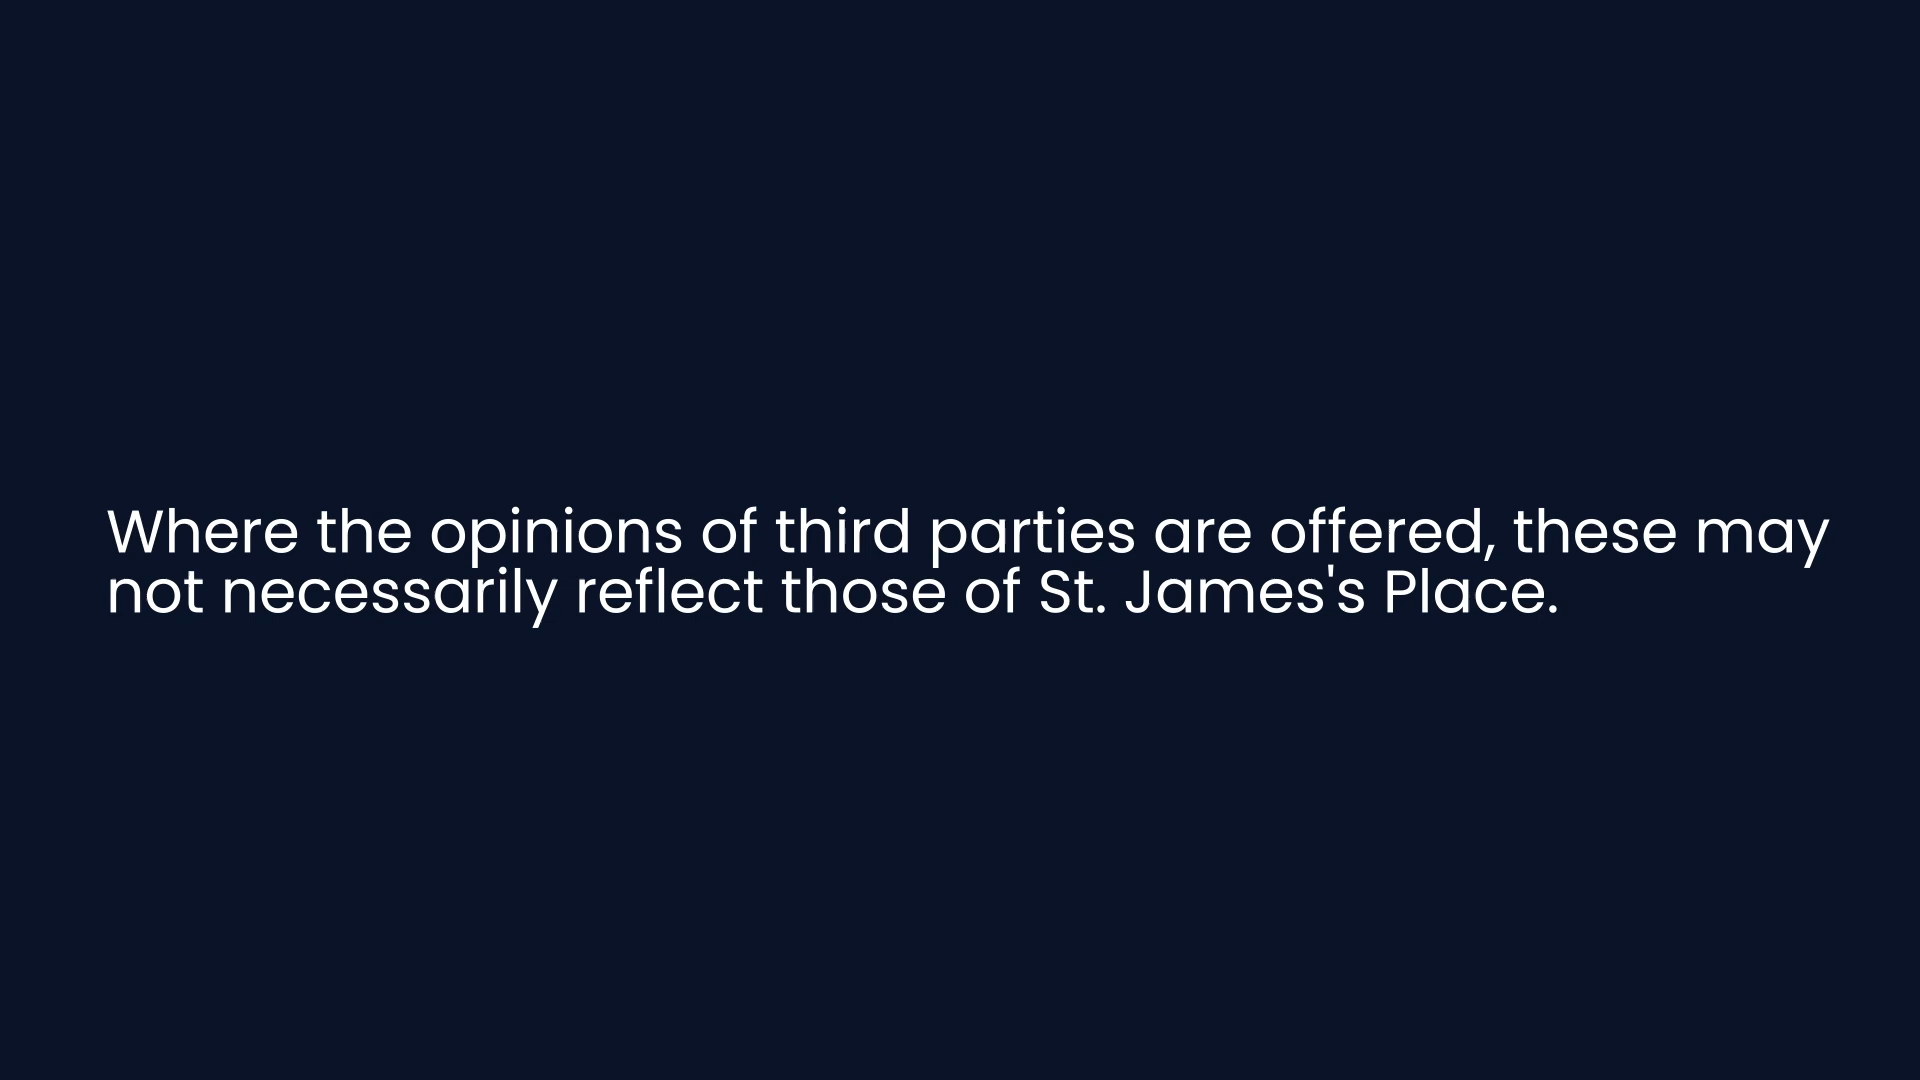 Where the opinions of third parties are offered, these may
not necessarily reflect those of St. James's Place.